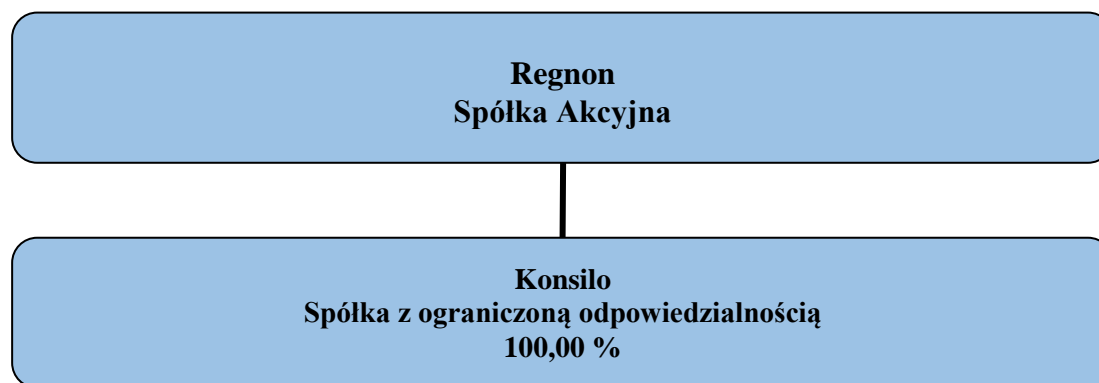 Regnon
Spółka Akcyjna
Konsilo
Spółka z ograniczoną odpowiedzialnością
100,00 %